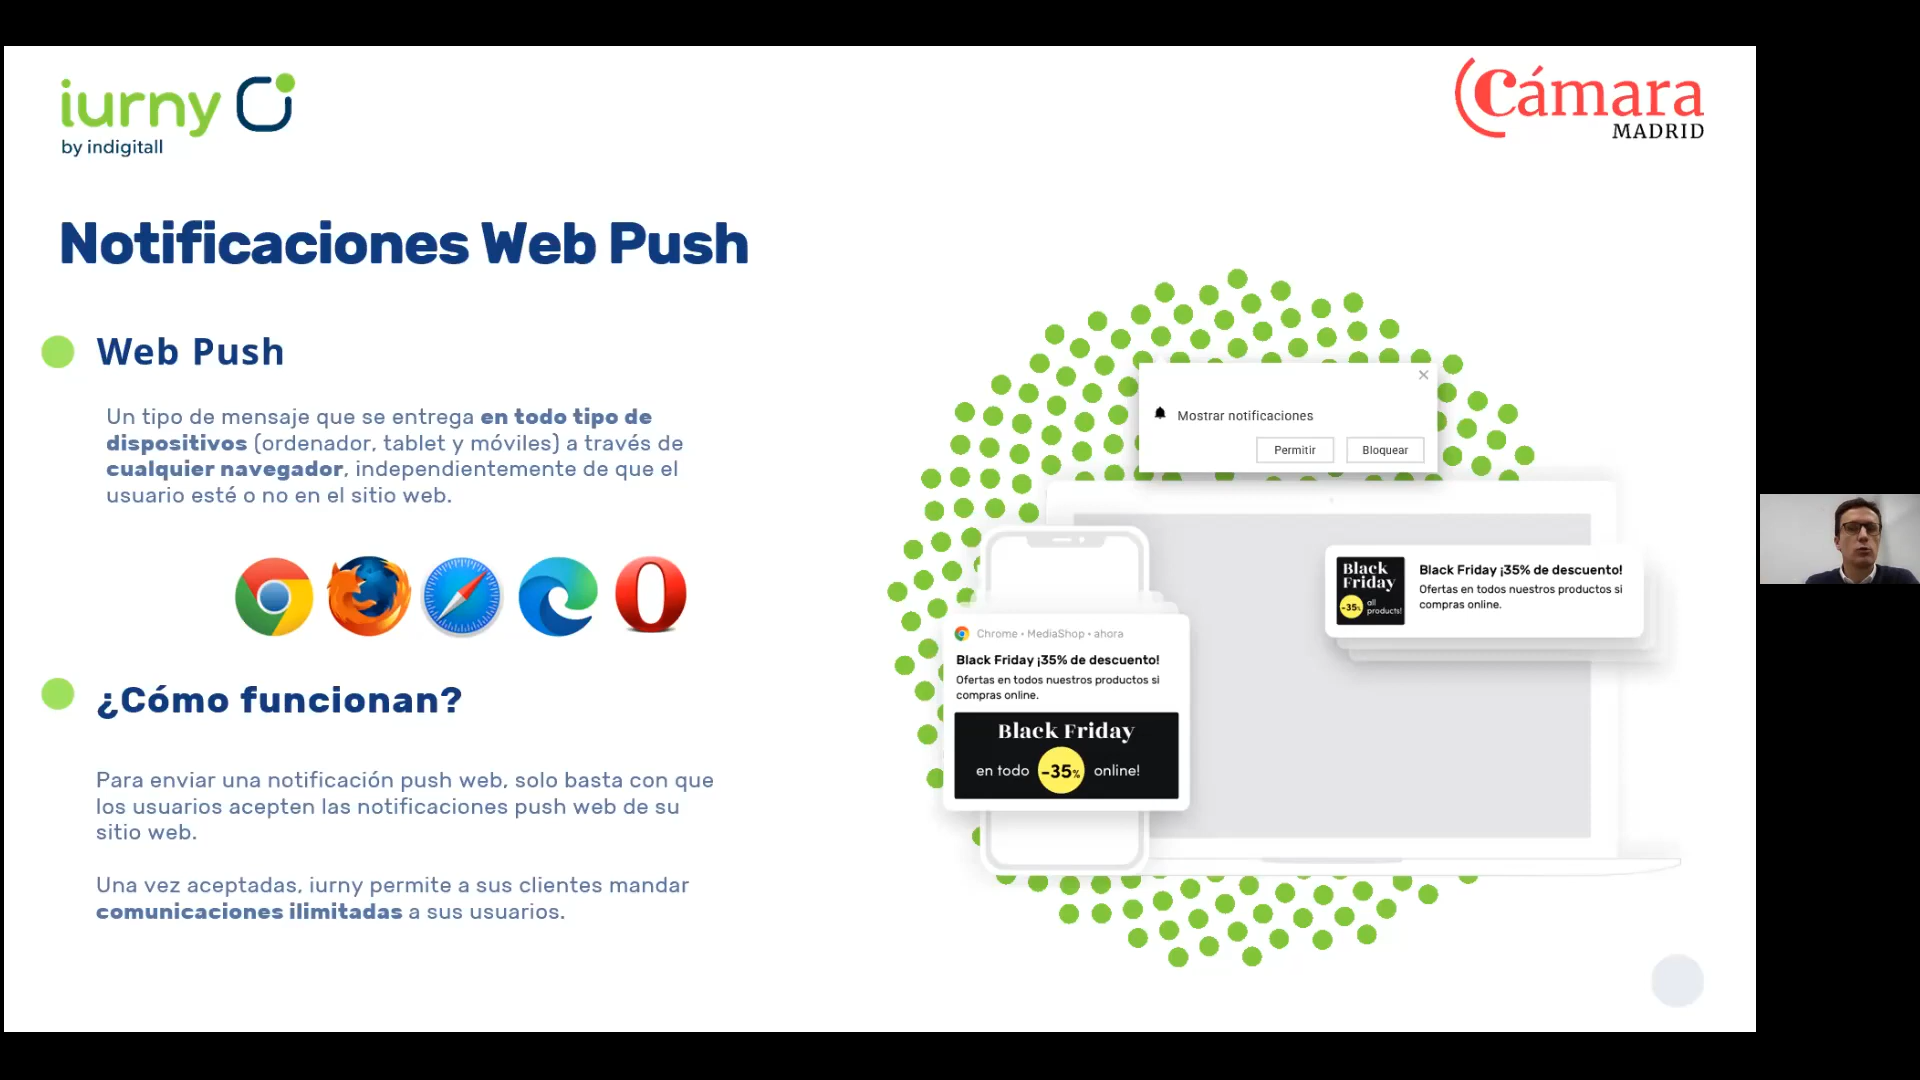 iurny
by indigitall
Cámara
MADRID
Notificaciones Web Push
Web Push
Un tipo de mensaje que se entrega en todo tipo de
dispositivos (ordenador, tablet y móviles) a través de
cualquier navegador, independientemente de que el
usuario esté o no en el sitio web.
¿Cómo funcionan?
Para enviar una notificación push web, solo basta con que
los usuarios acepten las notificaciones push web de su
sitio web.
Una vez aceptadas, iurny permite a sus clientes mandar
comunicaciones ilimitadas a sus usuarios.
Mostrar notificaciones
Permitir
Bloquear
Black
Friday
-35%
all
products!
Black Friday ¡35% de descuento!
Ofertas en todos nuestros productos si
compras online.
Chrome • MediaShop • ahora
Black Friday ¡35% de descuento!
Ofertas en todos nuestros productos si
compras online.
Black Friday
en todo -35% online!